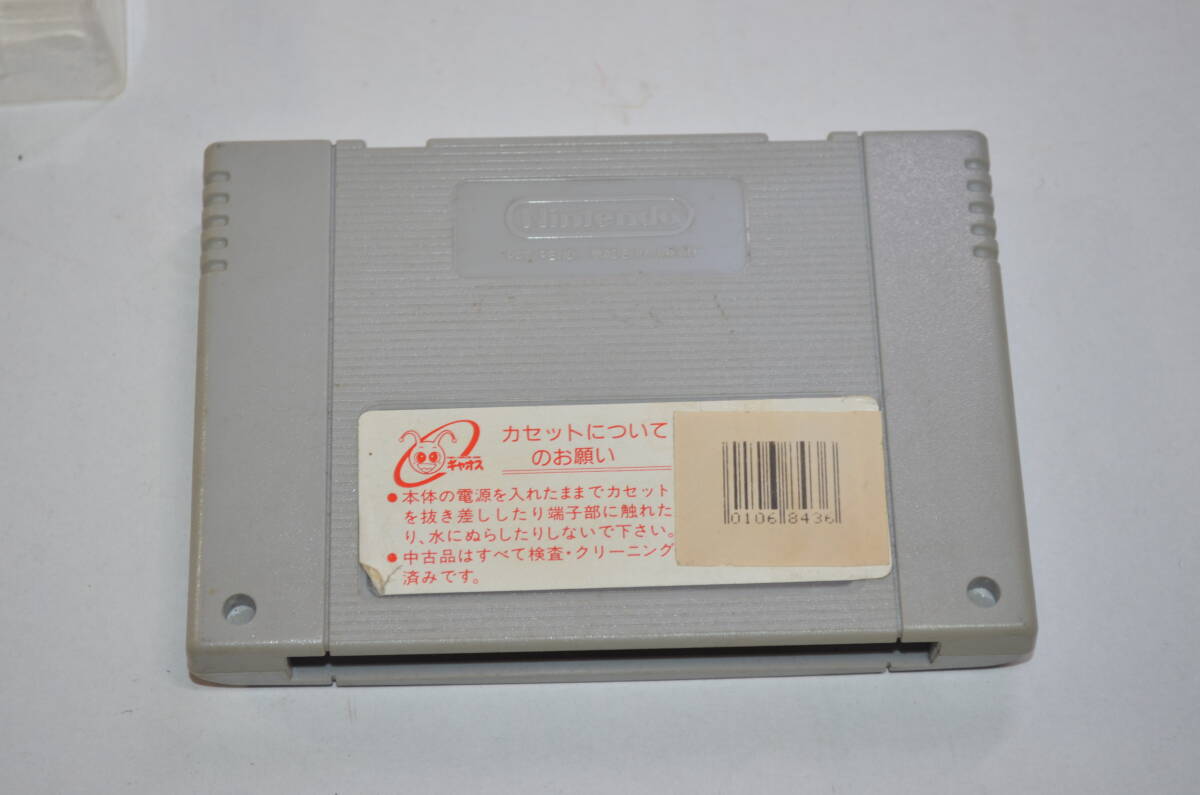 Nintendo
ギャオス
カセットについて
のお願い
●本体の電源を入れたままでカセット
を抜き差ししたり端子部に触れた
り、水にぬらしたりしないで下さい。
●中古品はすべて検査・クリーニング
済みです。
0106 8436